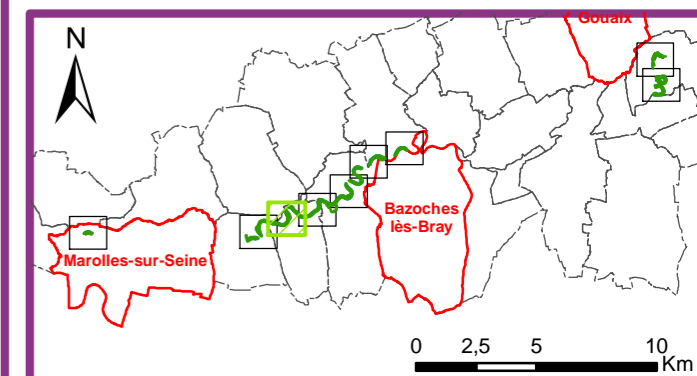 Gouaix
N
Bazoches
lès-Bray
Marolles-sur-Seine
0 2,5 5 10
Km